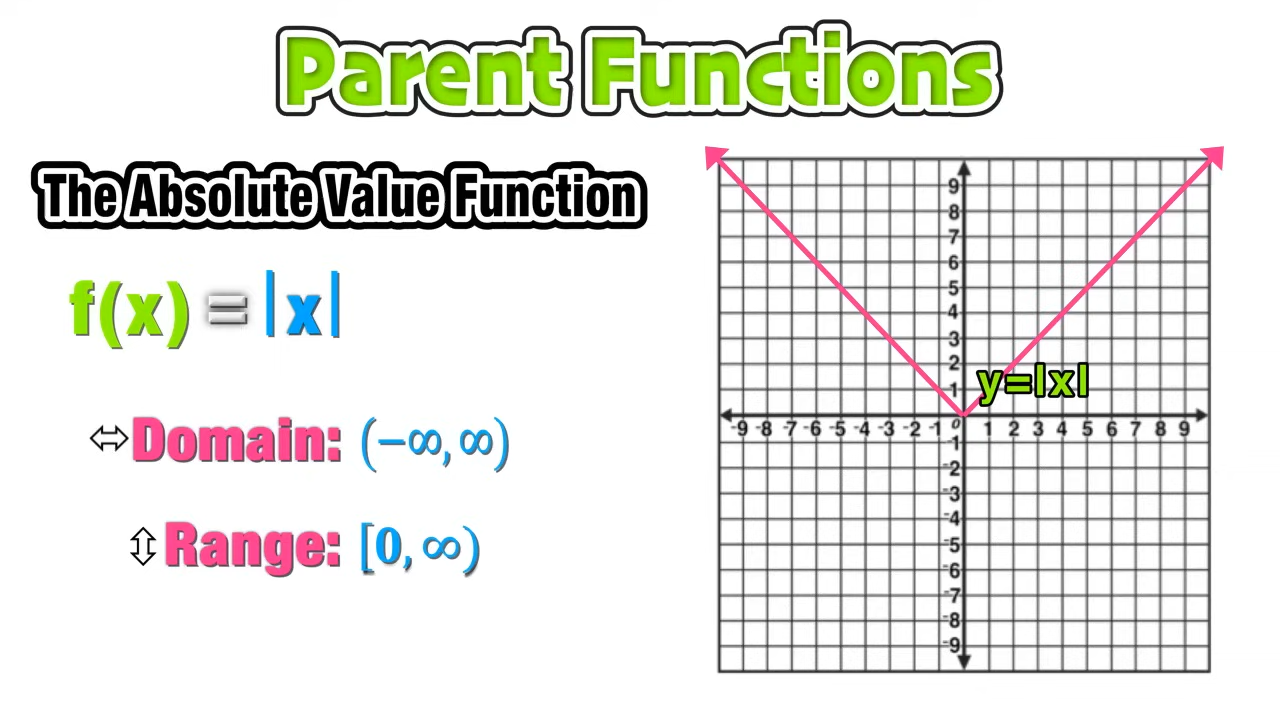 Parent Functions
The Absolute Value Function
f(x) = |x|
Domain: (−∞, ∞)
Range: [0, ∞)
9
8
7
6
5
4
3
2
1
y=|x|
-9 -8 -7 -6 -5 -4 -3 -2 -1 0 1 2 3 4 5 6 7 8 9
-1
-2
-3
-4
-5
-6
-7
-8
-9